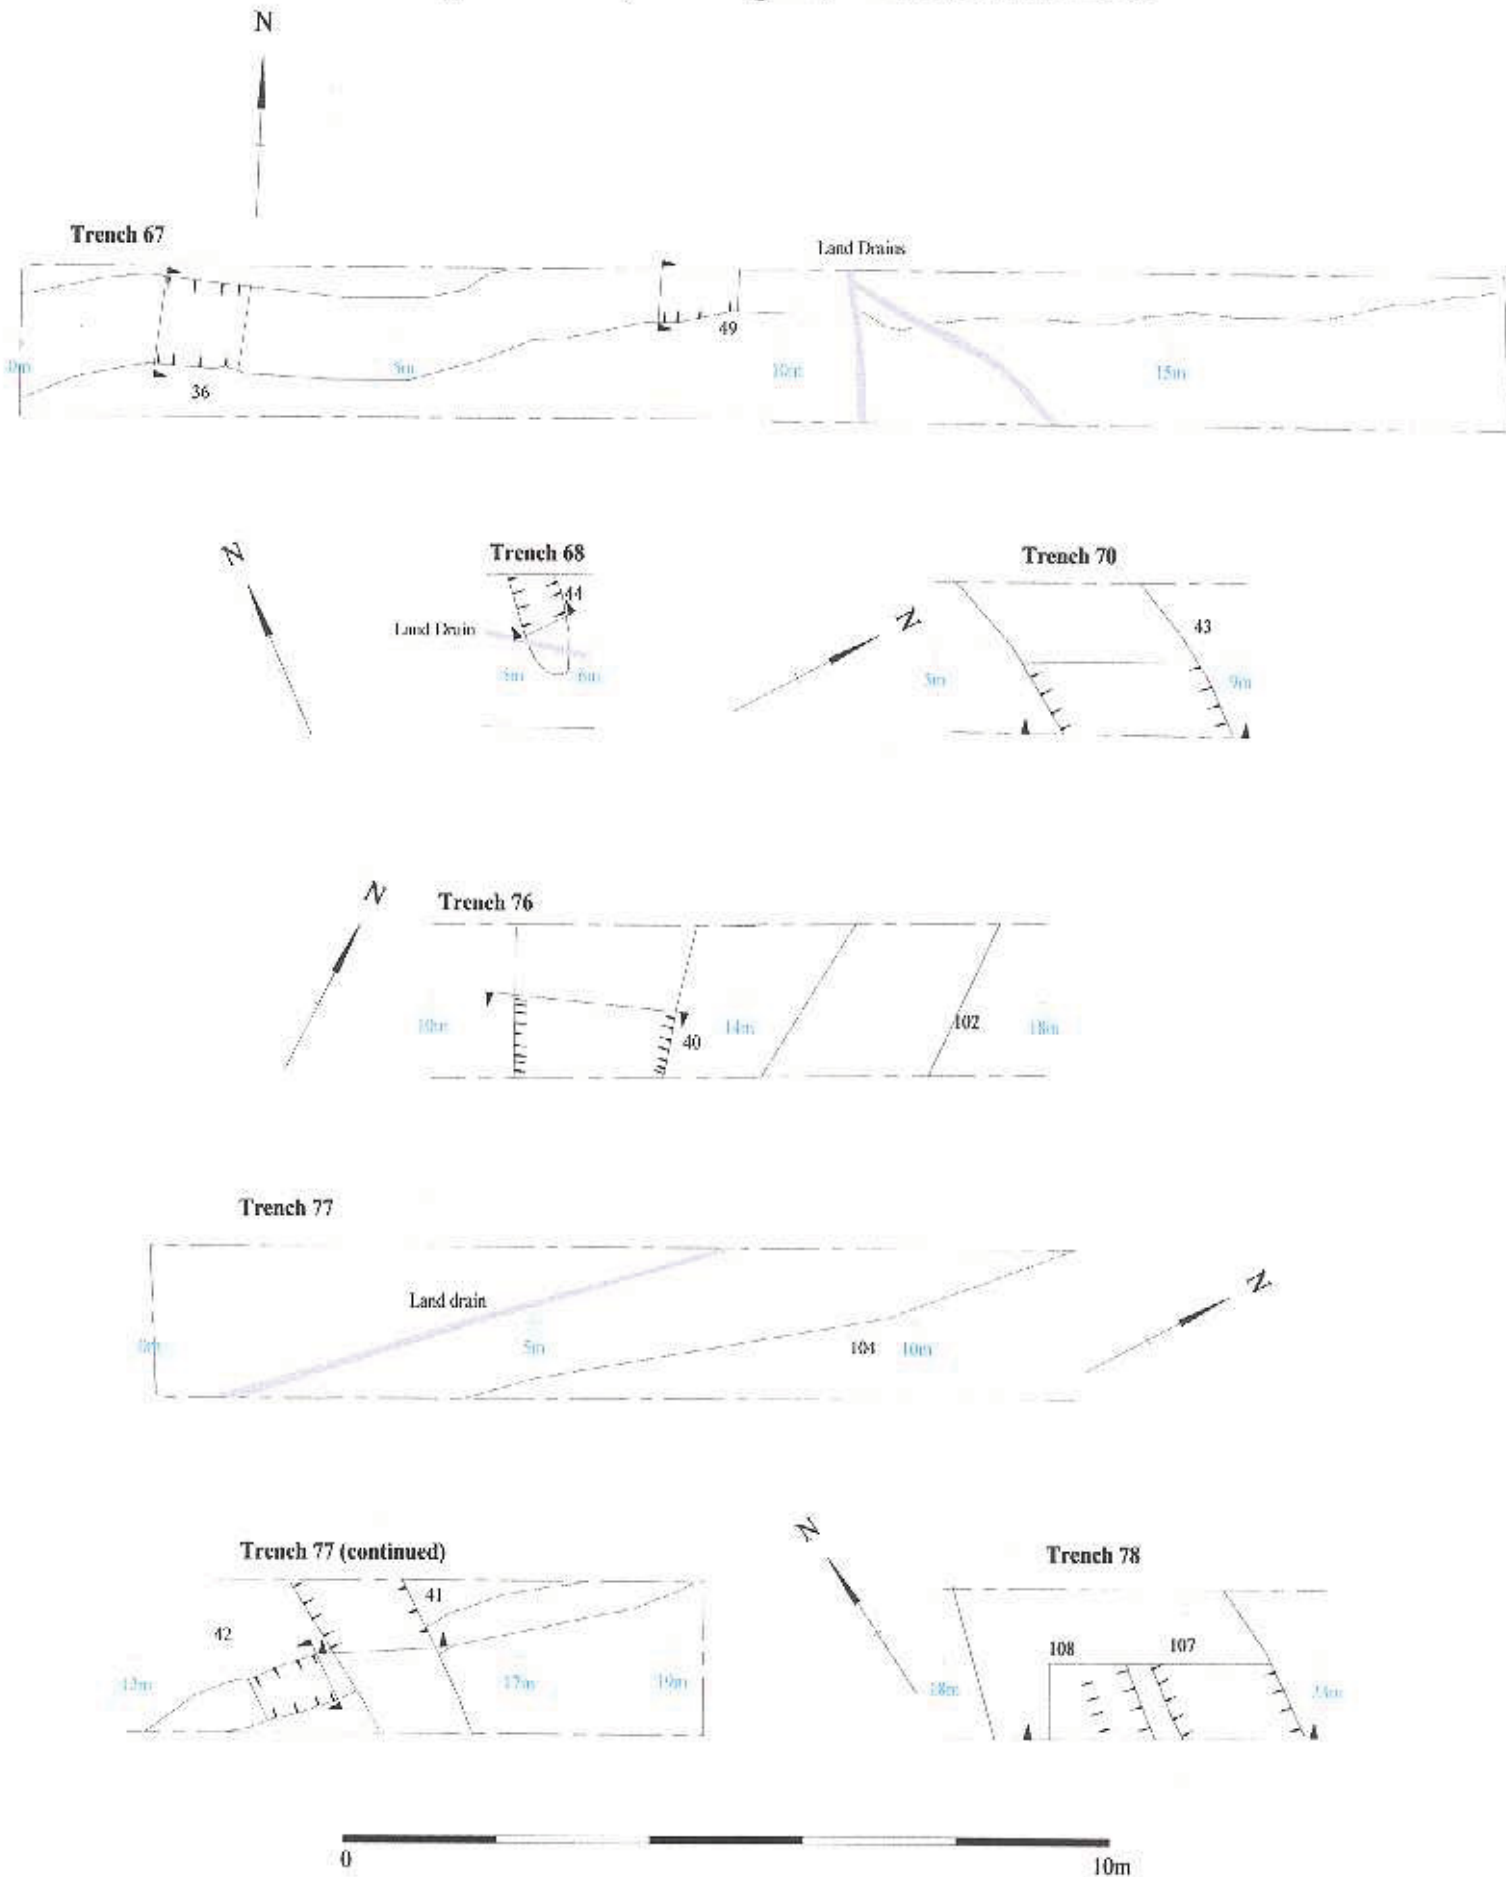 N
Trench 67
Land Drains
49
0m
5m
10m
15m
36
N
Trench 68
44
Land Drain
5m
6m
Trench 70
N
43
5m
9m
N
Trench 76
10m
14m
102
18m
40
Trench 77
N
Land drain
0m
5m
104
10m
Trench 77 (continued)
41
42
17m
19m
N
Trench 78
108
107
18m
0
10m